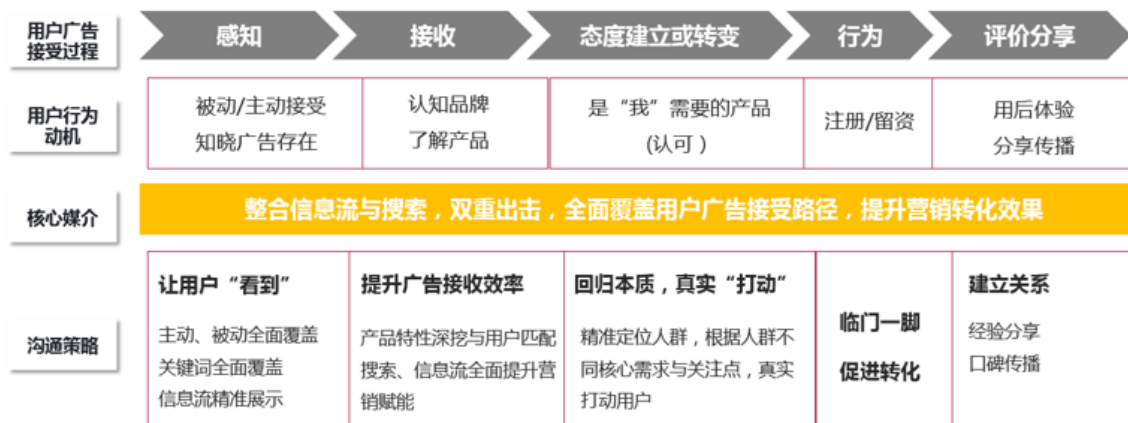 用户广告
接受过程
感知
接收
态度建立或转变
行为
评价分享
用户行为
动机
被动/主动接受
知晓广告存在
认知品牌
了解产品
是“我”需要的产品
(认可)
注册/留资
用后体验
分享传播
核心媒介
整合信息流与搜索，双重出击，全面覆盖用户广告接受路径，提升营销转化效果
沟通策略
让用户“看到”
主动、被动全面覆盖
关键词全面覆盖
信息流精准展示
提升广告接收效率
产品特性深挖与用户匹配
搜索、信息流全面提升营
销赋能
回归本质，真实“打动”
精准定位人群，根据人群不
同核心需求与关注点，真实
打动用户
临门一脚
促进转化
建立关系
经验分享
口碑传播